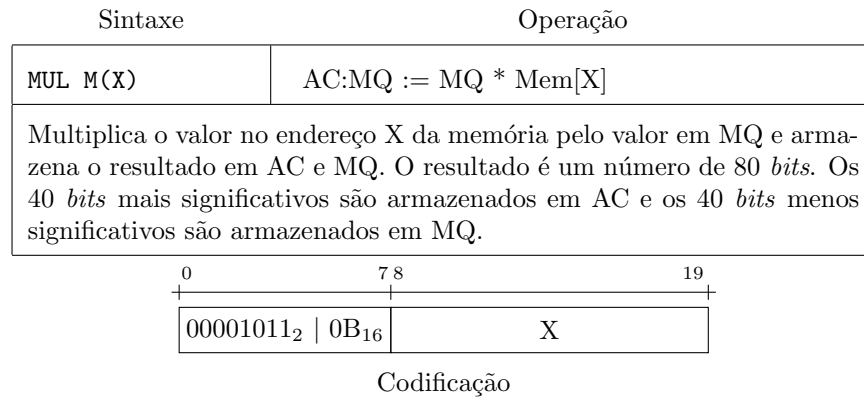 Sintaxe Operação
MUL M(X) AC:MQ := MQ * Mem[X]
Multiplica o valor no endereço X da memória pelo valor em MQ e arma-
zena o resultado em AC e MQ. O resultado é um número de 80 bits. Os
40 bits mais significativos são armazenados em AC e os 40 bits menos
significativos são armazenados em MQ.
0 7 8 19
00001011₂ | 0B₁₆ X
Codificação